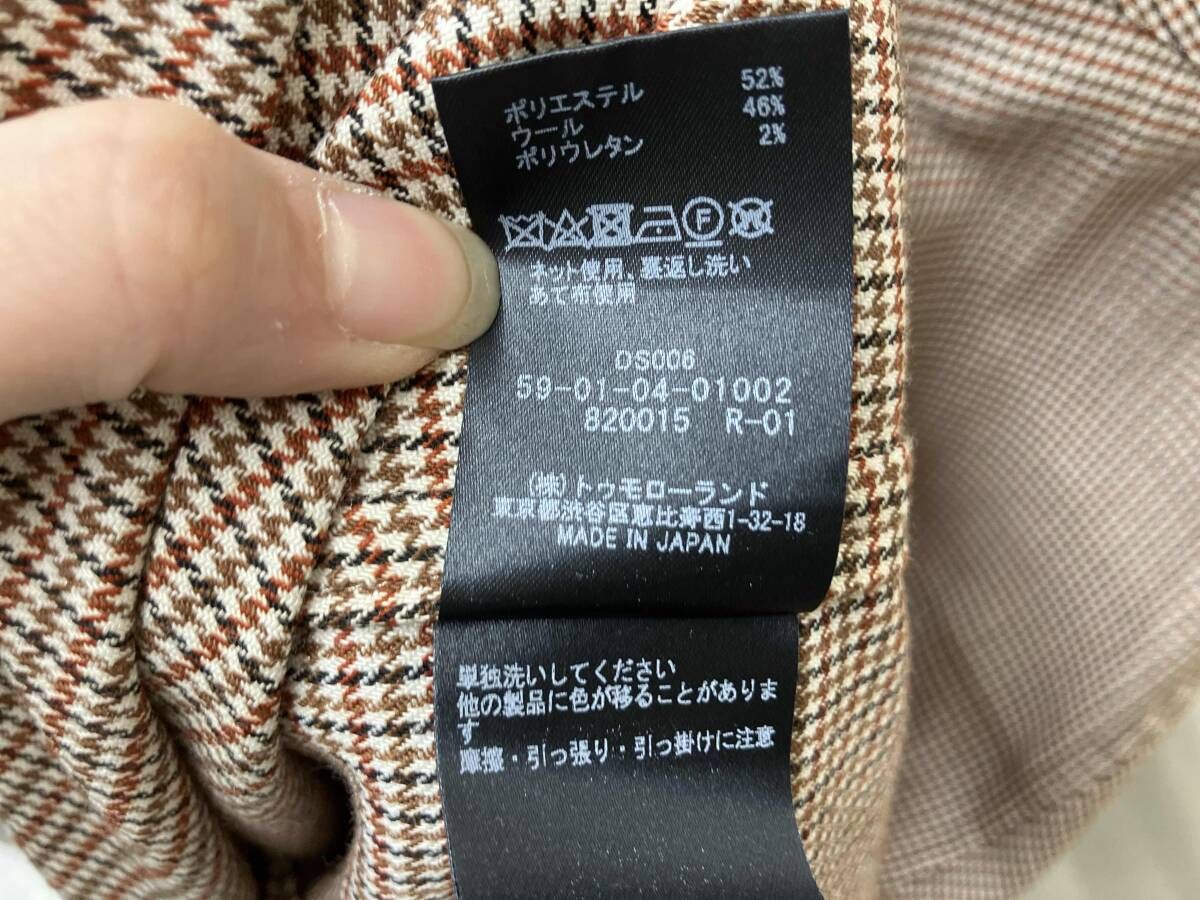 ポリエステル 52%
ウール 46%
ポリウレタン 2%
F W
ネット使用、裏返し洗い
あて布使用
DS006
59-01-04-01002
820015 R-01
(株)トゥモローランド
東京都渋谷区恵比寿西1-32-18
MADE IN JAPAN
単独洗いしてください
他の製品に色が移ることがありま
す
摩擦・引っ張り・引っ掛けに注意